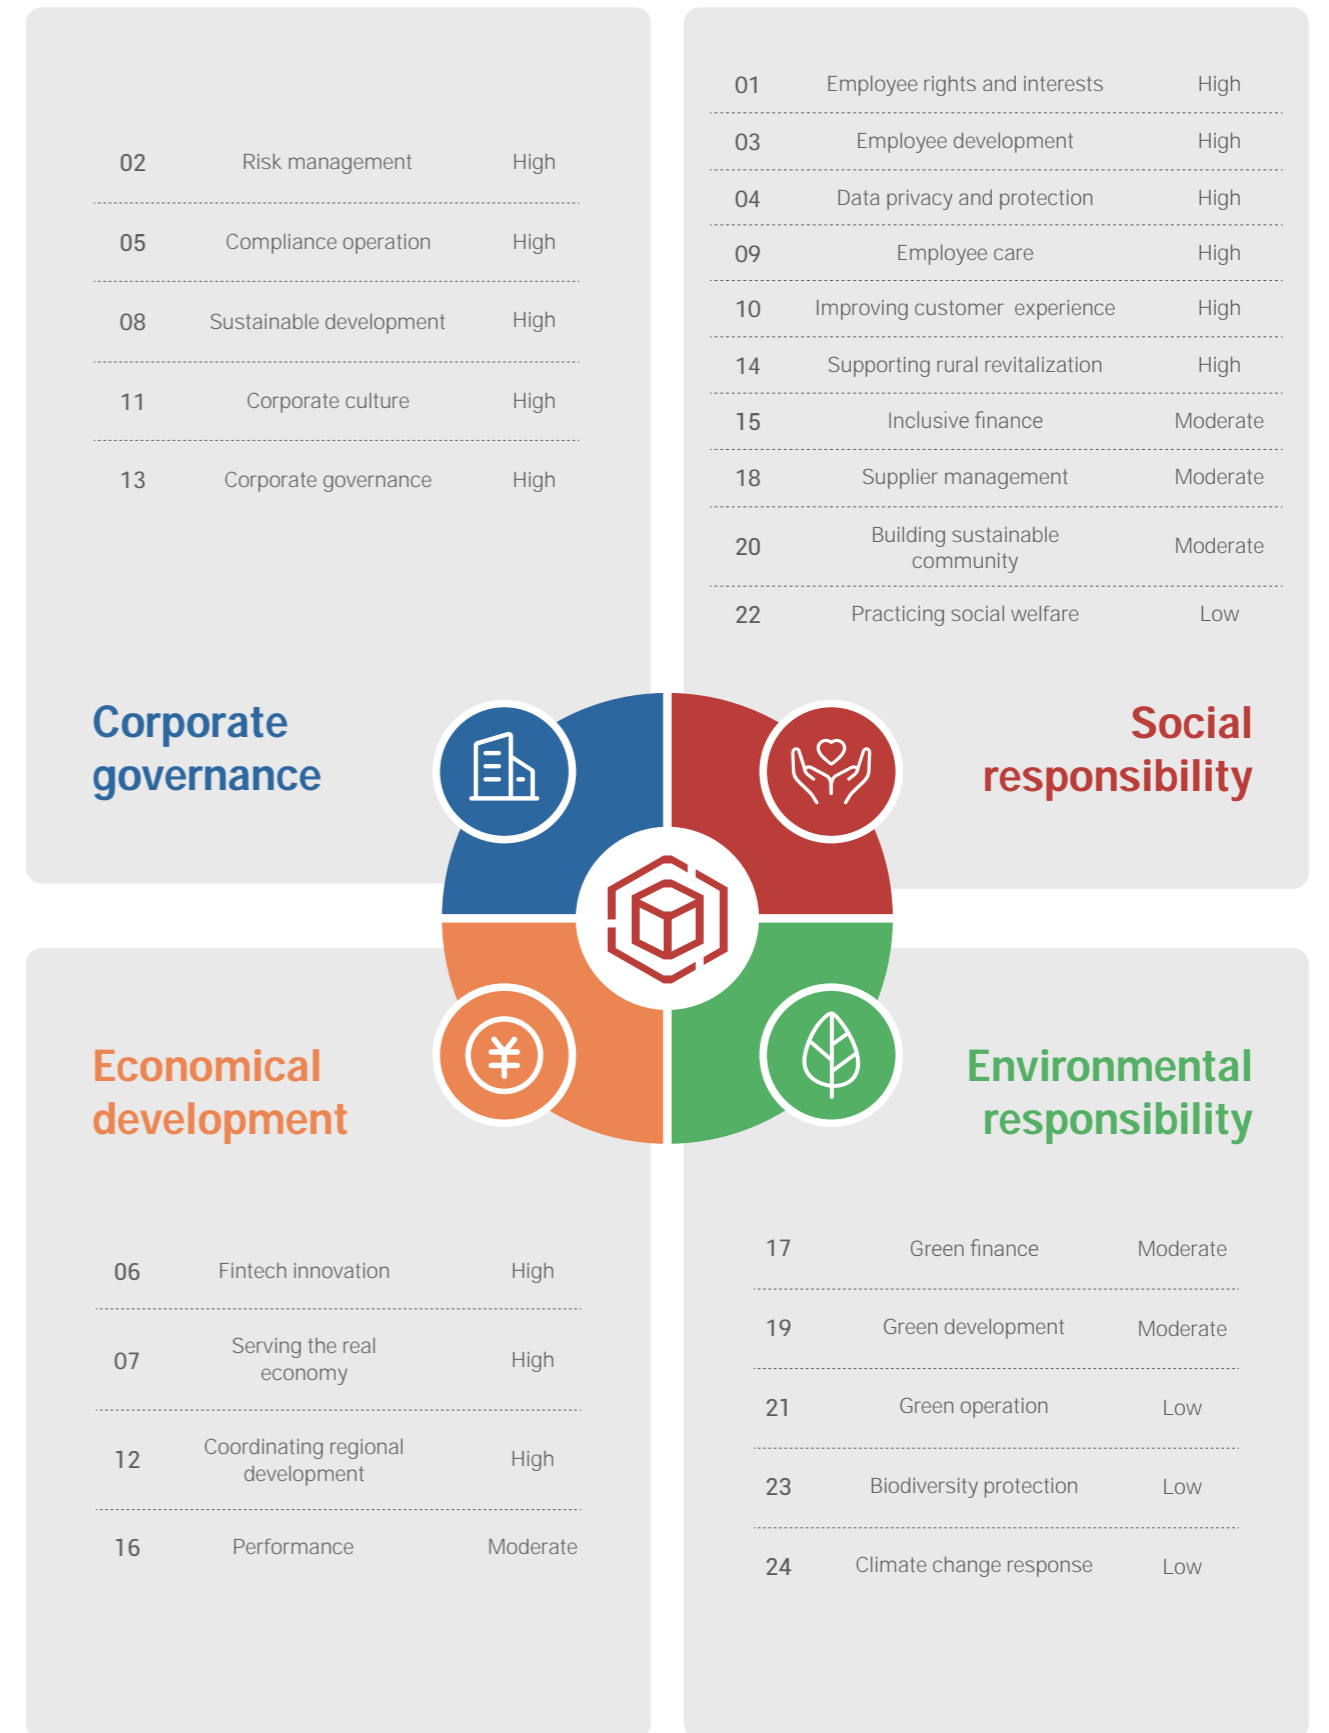 02 Risk management High
05 Compliance operation High
08 Sustainable development High
11 Corporate culture High
13 Corporate governance High
Corporate
governance
01 Employee rights and interests High
03 Employee development High
04 Data privacy and protection High
09 Employee care High
10 Improving customer experience High
14 Supporting rural revitalization High
15 Inclusive finance Moderate
18 Supplier management Moderate
Building sustainable
20 community Moderate
22 Practicing social welfare Low
Social
responsibility
Economical
development
06 Fintech innovation High
Serving the real
07 economy High
Coordinating regional
12 development High
16 Performance Moderate
Environmental
responsibility
17 Green finance Moderate
19 Green development Moderate
21 Green operation Low
23 Biodiversity protection Low
24 Climate change response Low
¥